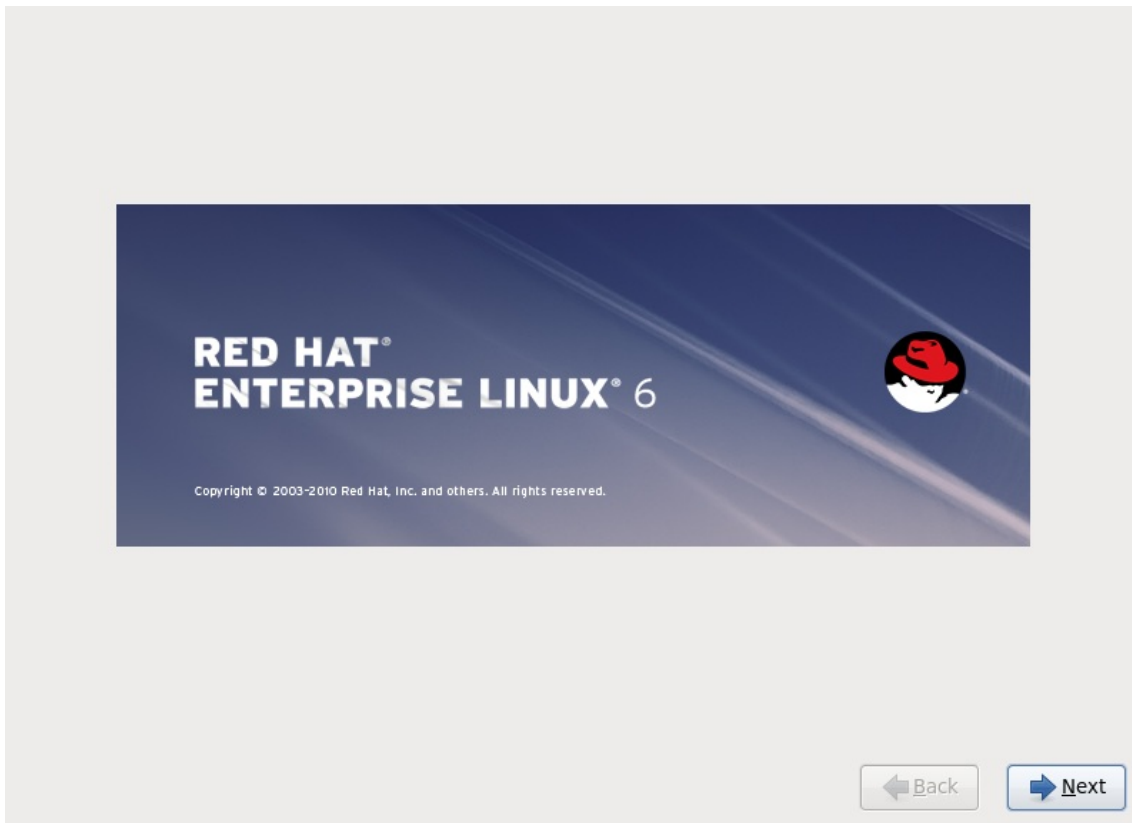 RED HAT®
ENTERPRISE LINUX® 6
Copyright © 2003-2010 Red Hat, Inc. and others. All rights reserved.
Back
Next